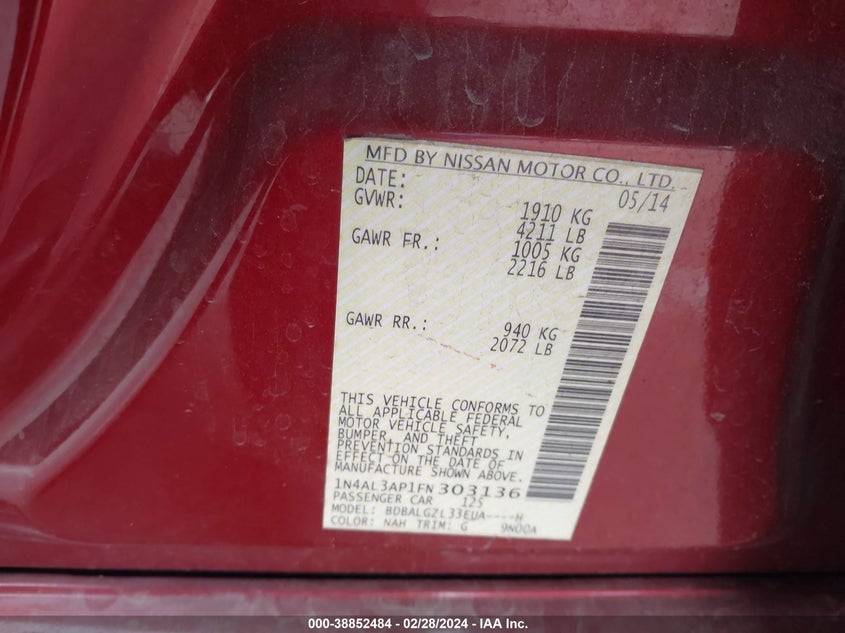 MFD BY NISSAN MOTOR CO., LTD.
DATE: 05/14
GVWR: 1910 KG
4211 LB
GAWR FR.: 1005 KG
2216 LB
GAWR RR.: 940 KG
2072 LB
THIS VEHICLE CONFORMS TO
ALL APPLICABLE FEDERAL
MOTOR VEHICLE SAFETY,
BUMPER, AND THEFT
PREVENTION STANDARDS IN
EFFECT ON THE DATE OF
MANUFACTURE SHOWN ABOVE.
1N4AL3AP1FN303136
PASSENGER CAR 125
MODEL: BDBALGZL33EUA----H
COLOR: NAH TRIM: G 9N00A
000-38852484 - 02/28/2024 - IAA Inc.